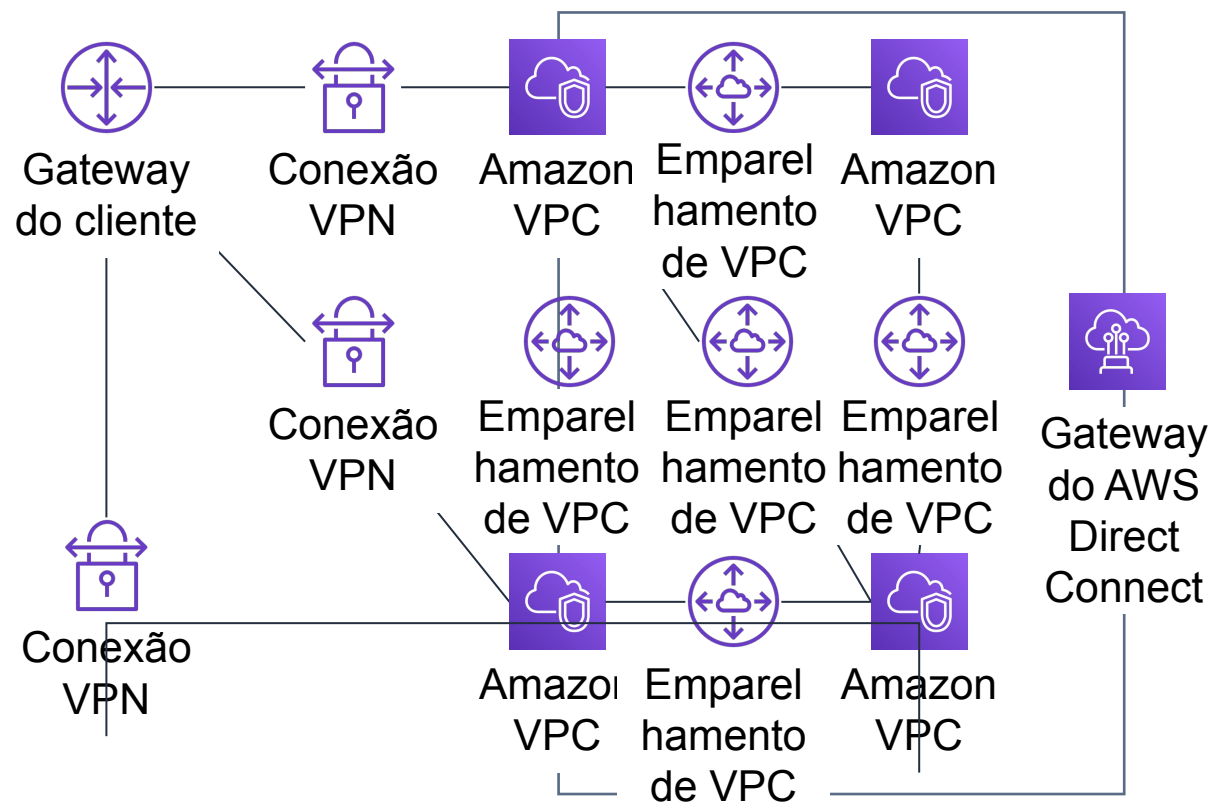 Gateway
do cliente
Conexão
VPN
Amazon
VPC
Emparel
hamento
de VPC
Amazon
VPC
Conexão
VPN
Emparel
hamento
de VPC
Emparel
hamento
de VPC
Emparel
hamento
de VPC
Gateway
do AWS
Direct
Connect
Conexão
VPN
Amazon
VPC
Emparel
hamento
de VPC
Amazon
VPC